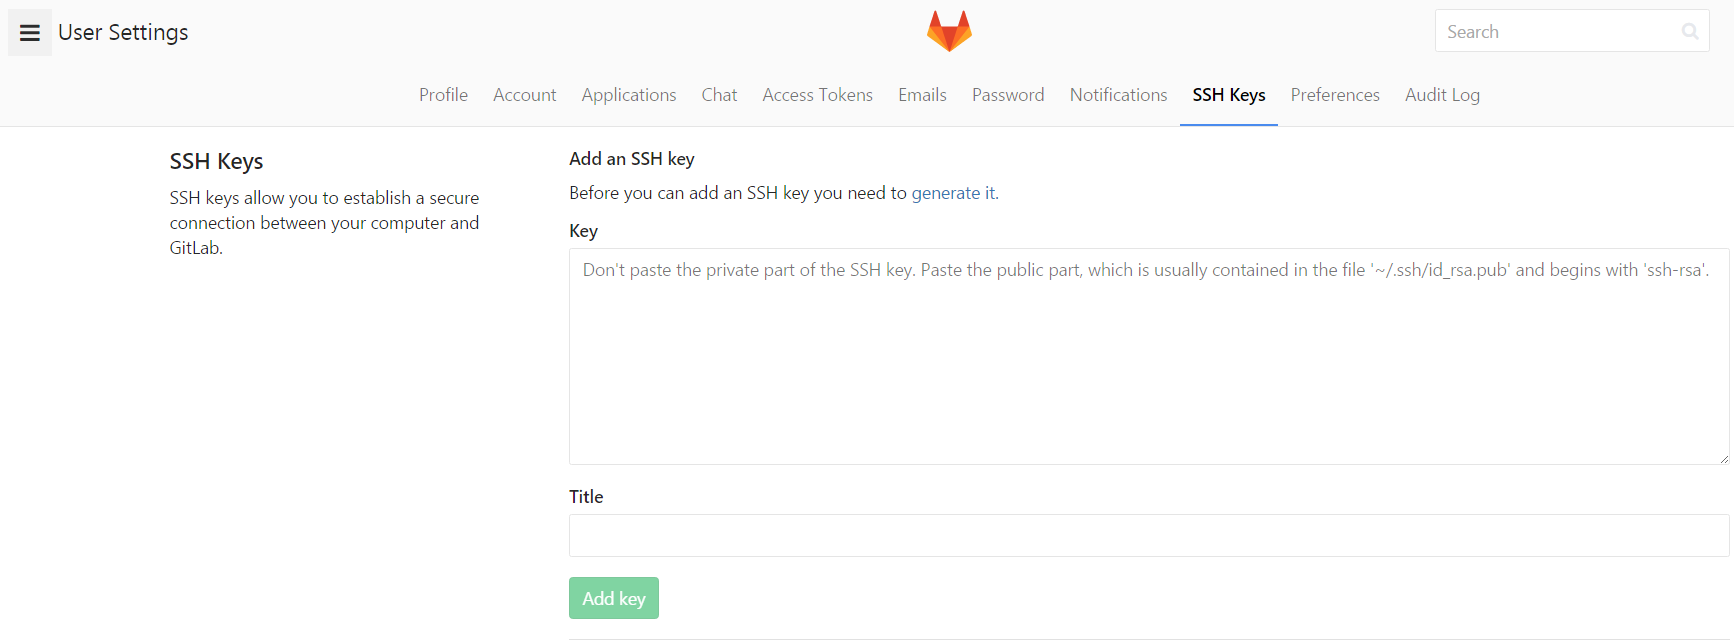 User Settings
Search
Profile Account Applications Chat Access Tokens Emails Password Notifications SSH Keys Preferences Audit Log
SSH Keys
SSH keys allow you to establish a secure
connection between your computer and
GitLab.
Add an SSH key
Before you can add an SSH key you need to generate it.
Key
Don't paste the private part of the SSH key. Paste the public part, which is usually contained in the file '~/.ssh/id_rsa.pub' and begins with 'ssh-rsa'.
Title
Add key